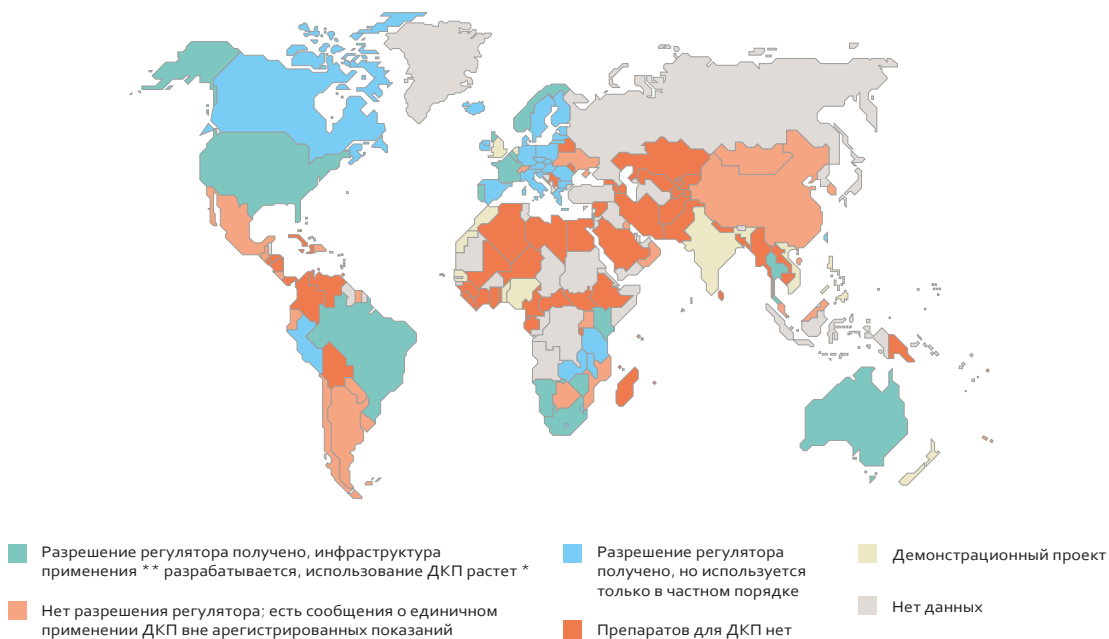 Разрешение регулятора получено, инфраструктура
применения ** разрабатывается, использование ДКП растет *
Нет разрешения регулятора; есть сообщения о единичном
применении ДКП вне арегистрированных показаний
Разрешение регулятора
получено, но используется
только в частном порядке
Препаратов для ДКП нет
Демонстрационный проект
Нет данных